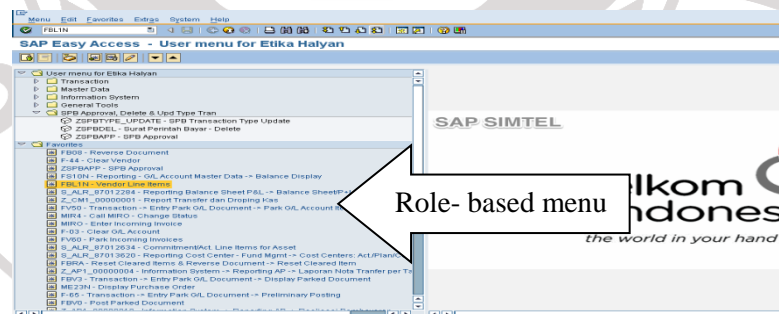 Menu Edit Favorites Extras System Help
FBL1N
SAP Easy Access - User menu for Etika Halyan
User menu for Etika Halyan
Transaction
Master Data
Information System
General Tools
SPB Approval, Delete & Upd Type Tran
ZSPBTYPE_UPDATE - SPB Transaction Type Update
ZSPBDEL - Surat Perintah Bayar - Delete
ZSPBAPP - SPB Approval
Favorites
FB08 - Reverse Document
F-44 - Clear Vendor
ZSPBAPP - SPB Approval
FS10N - Reporting - G/L Account Master Data -> Balance Display
FBL1N - Vendor Line Items
S_ALR_87012284 - Reporting Balance Sheet P&L -> Balance Sheet/P+L
Z_CM1_00000001 - Report Transfer dan Droping Kas
FV50 - Transaction -> Entry Park G/L Document -> Park G/L Account
MIR4 - Call MIRO - Change Status
MIRO - Enter Incoming Invoice
F-03 - Clear G/L Account
FV60 - Park Incoming Invoices
S_ALR_87012634 - Commitment/Act. Line Items for Asset
S_ALR_87013620 - Reporting Cost Center - Fund Mgmt -> Cost Centers: Act./Plan/C
FBRA - Reset Cleared Items & Reverse Document -> Reset Cleared Item
Z_AP1_00000004 - Information System -> Reporting AP -> Laporan Nota Tranfer per Ta
FBV3 - Transaction -> Entry Park G/L Document -> Display Parked Document
ME23N - Display Purchase Order
F-65 - Transaction -> Entry Park G/L Document -> Preliminary Posting
FBV0 - Post Parked Document
SAP SIMTEL
Role- based menu
lkom
ndones
the world in your hand